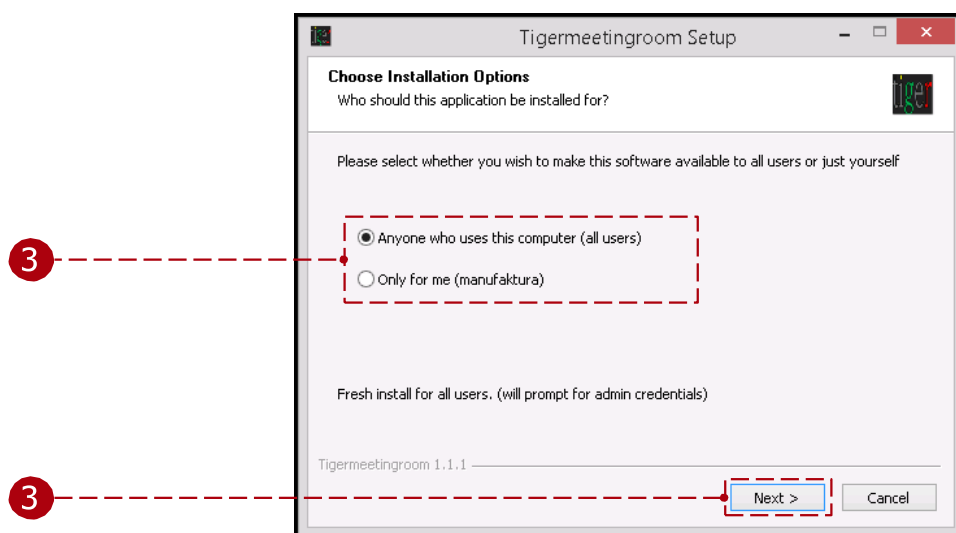 tiger
Tigermeetingroom Setup
Choose Installation Options
Who should this application be installed for?
tiger
Please select whether you wish to make this software available to all users or just yourself
3
Anyone who uses this computer (all users)
Only for me (manufaktura)
Fresh install for all users. (will prompt for admin credentials)
Tigermeetingroom 1.1.1
3
Next >
Cancel